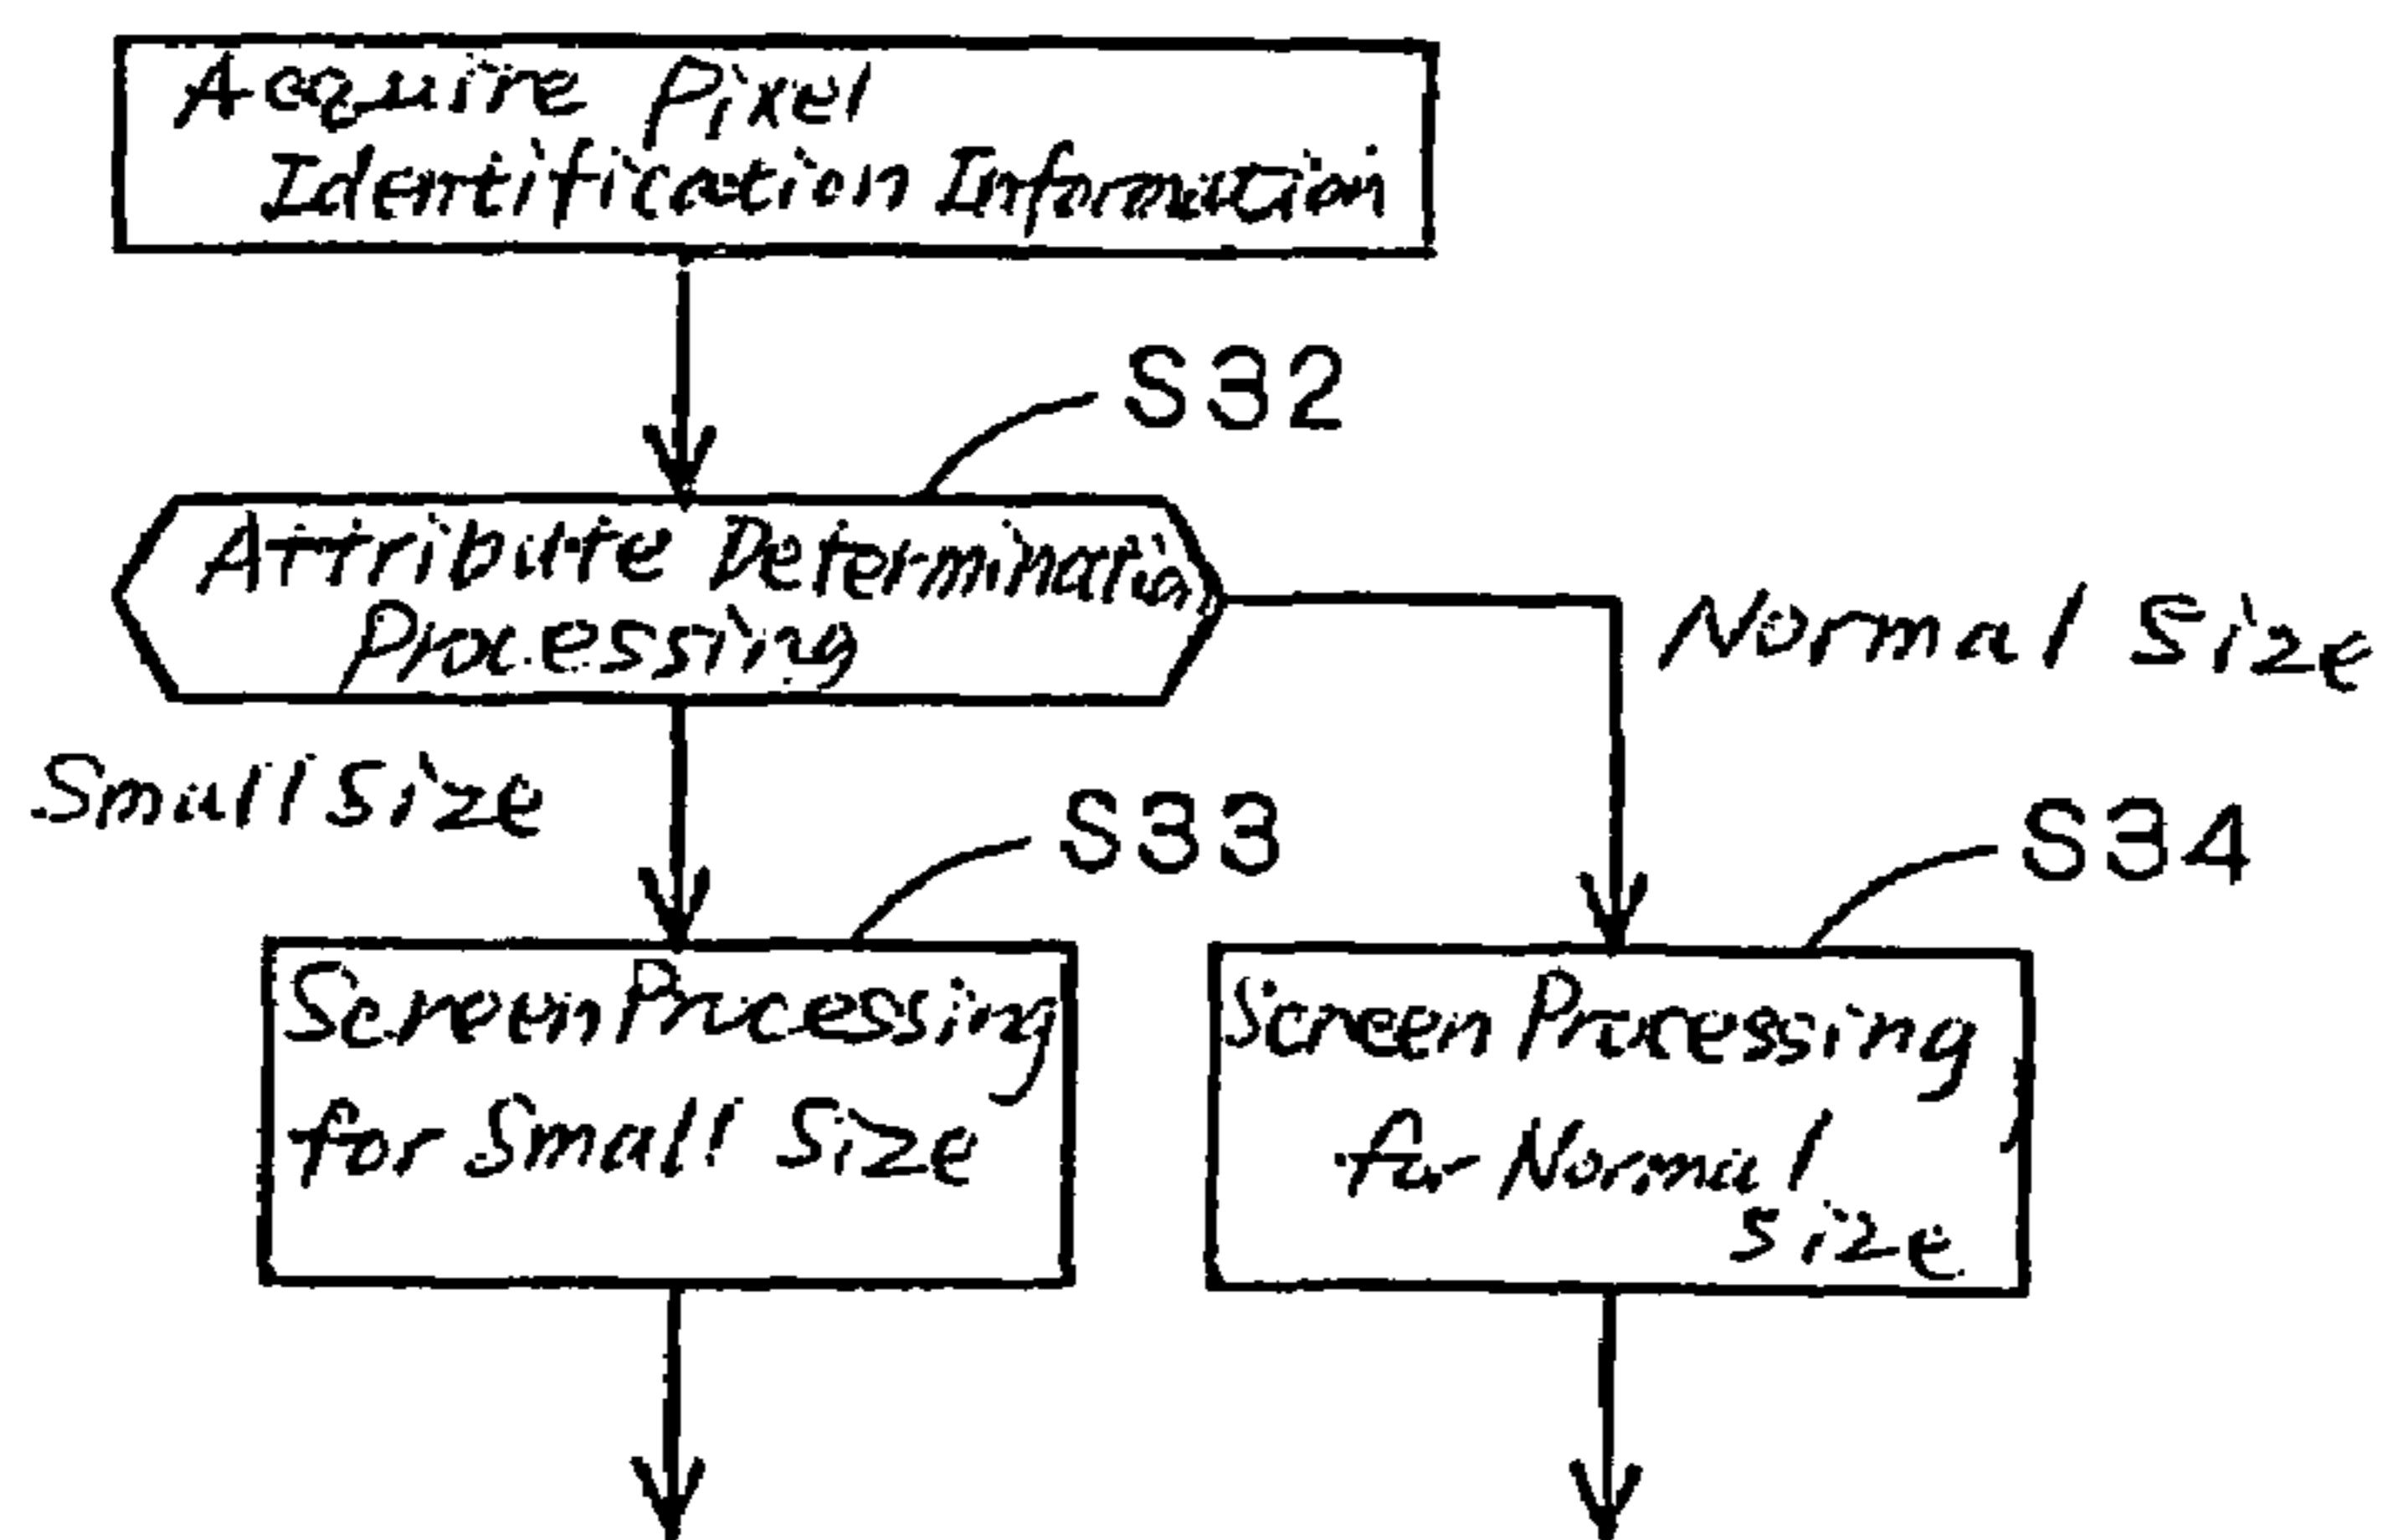 Acquire Pixel
Identification Information
S32
Attribute Determination
Processing
Normal Size
Small Size
S33
S34
Screen Processing
for Small Size
Screen Processing
for Normal
Size